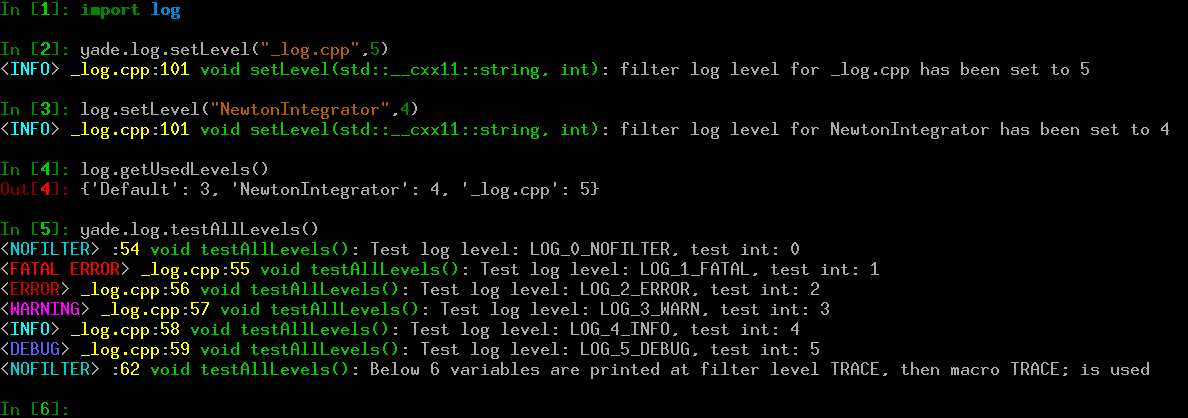 In [1]: import log
In [2]: yade.log.setLevel("_log.cpp",5)
<INFO> _log.cpp:101 void setLevel(std::__cxx11::string, int): filter log level for _log.cpp has been set to 5
In [3]: log.setLevel("NewtonIntegrator",4)
<INFO> _log.cpp:101 void setLevel(std::__cxx11::string, int): filter log level for NewtonIntegrator has been set to 4
In [4]: log.getUsedLevels()
Out[4]: {'Default': 3, 'NewtonIntegrator': 4, '_log.cpp': 5}
In [5]: yade.log.testAllLevels()
<NOFILTER> :54 void testAllLevels(): Test log level: LOG_0_NOFILTER, test int: 0
<FATAL ERROR> _log.cpp:55 void testAllLevels(): Test log level: LOG_1_FATAL, test int: 1
<ERROR> _log.cpp:56 void testAllLevels(): Test log level: LOG_2_ERROR, test int: 2
<WARNING> _log.cpp:57 void testAllLevels(): Test log level: LOG_3_WARN, test int: 3
<INFO> _log.cpp:58 void testAllLevels(): Test log level: LOG_4_INFO, test int: 4
<DEBUG> _log.cpp:59 void testAllLevels(): Test log level: LOG_5_DEBUG, test int: 5
<NOFILTER> :62 void testAllLevels(): Below 6 variables are printed at filter level TRACE, then macro TRACE; is used
In [6]: